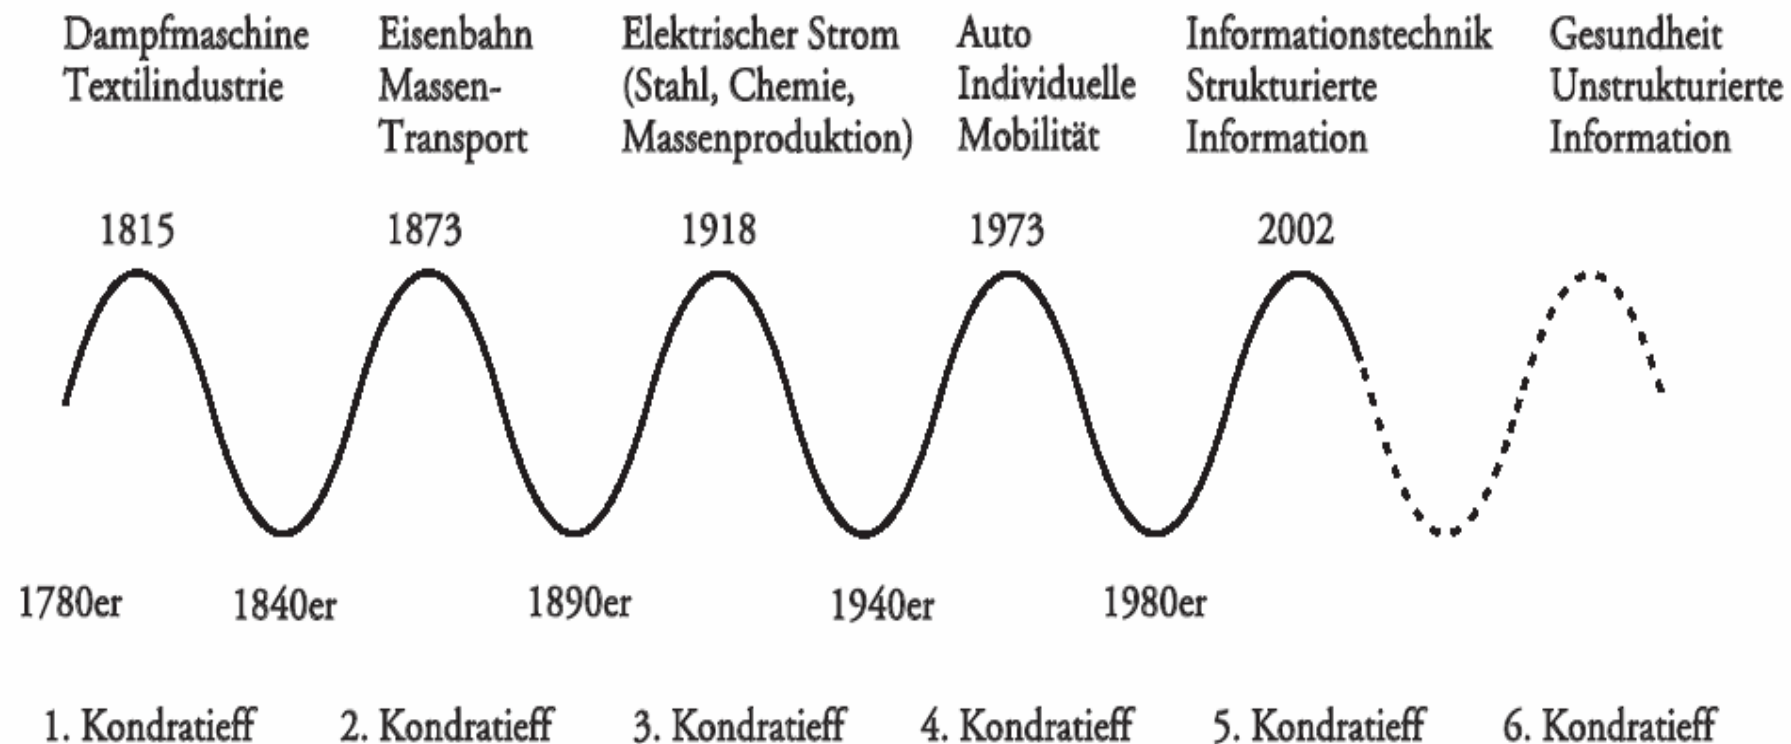 Dampfmaschine
Textilindustrie
Eisenbahn
Massen-
Transport
Elektrischer Strom
(Stahl, Chemie,
Massenproduktion)
Auto
Individuelle
Mobilität
Informationstechnik
Strukturierte
Information
Gesundheit
Unstrukturierte
Information
1815
1873
1918
1973
2002
1780er
1840er
1890er
1940er
1980er
1. Kondratieff
2. Kondratieff
3. Kondratieff
4. Kondratieff
5. Kondratieff
6. Kondratieff